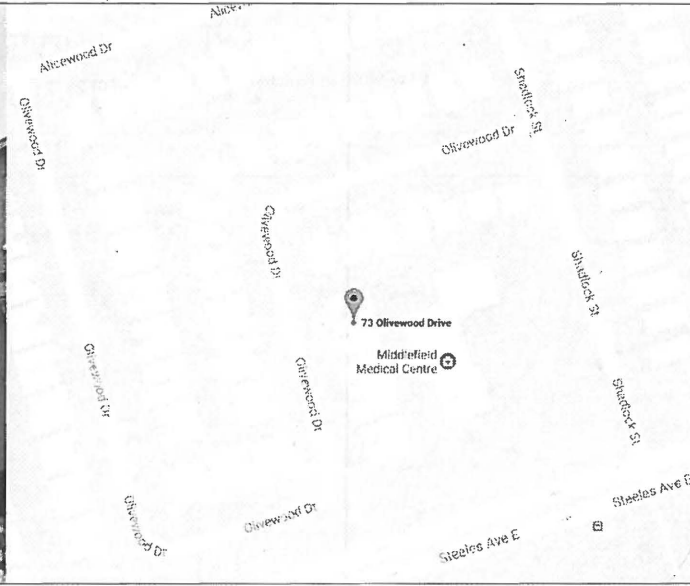 Alicewood Dr
Olivewood Dr
Olivewood Dr
Shadlock St
Olivewood Dr
Shadlock St
73 Olivewood Drive
Middlefield
Medical Centre
Olivewood Dr
Olivewood Dr
Shadlock St
Olivewood Dr
Olivewood Dr
Steeles Ave E
Steeles Ave